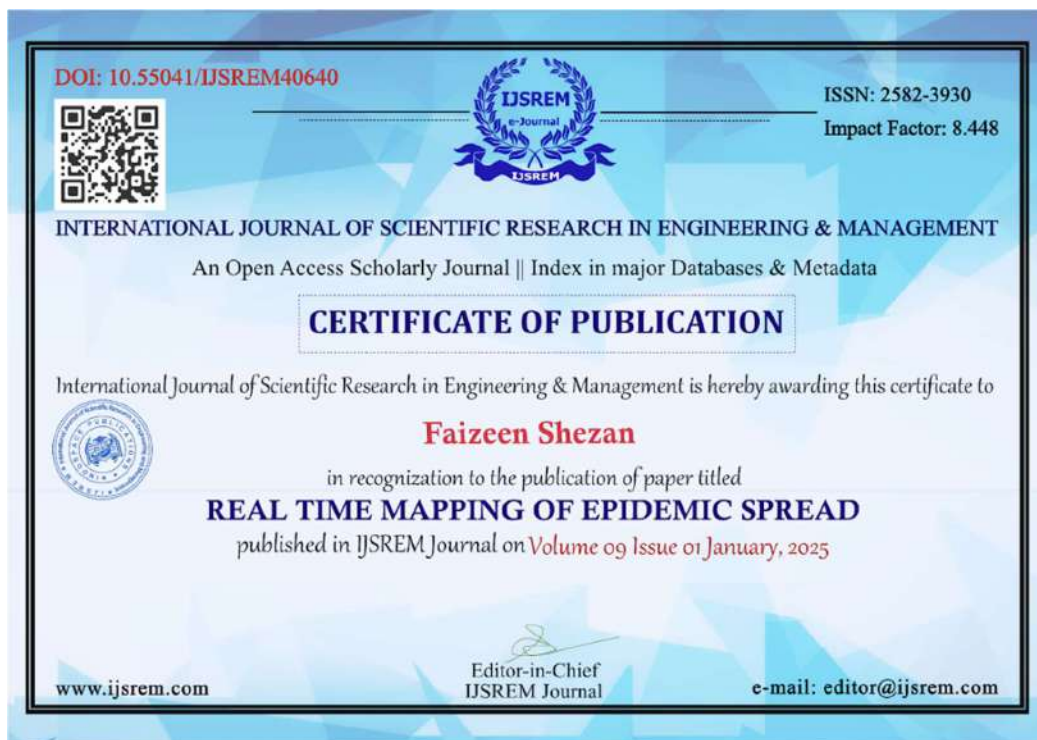 DOI: 10.55041/IJSREM40640
ISSN: 2582-3930
Impact Factor: 8.448
IJSREM
e-Journal
IJSREM
INTERNATIONAL JOURNAL OF SCIENTIFIC RESEARCH IN ENGINEERING & MANAGEMENT
An Open Access Scholarly Journal || Index in major Databases & Metadata
CERTIFICATE OF PUBLICATION
International Journal of Scientific Research in Engineering & Management is hereby awarding this certificate to
Faizeen Shezan
in recognition to the publication of paper titled
REAL TIME MAPPING OF EPIDEMIC SPREAD
published in IJSREM Journal on Volume 09 Issue 01 January, 2025
Editor-in-Chief
IJSREM Journal
www.ijsrem.com
e-mail: editor@ijsrem.com